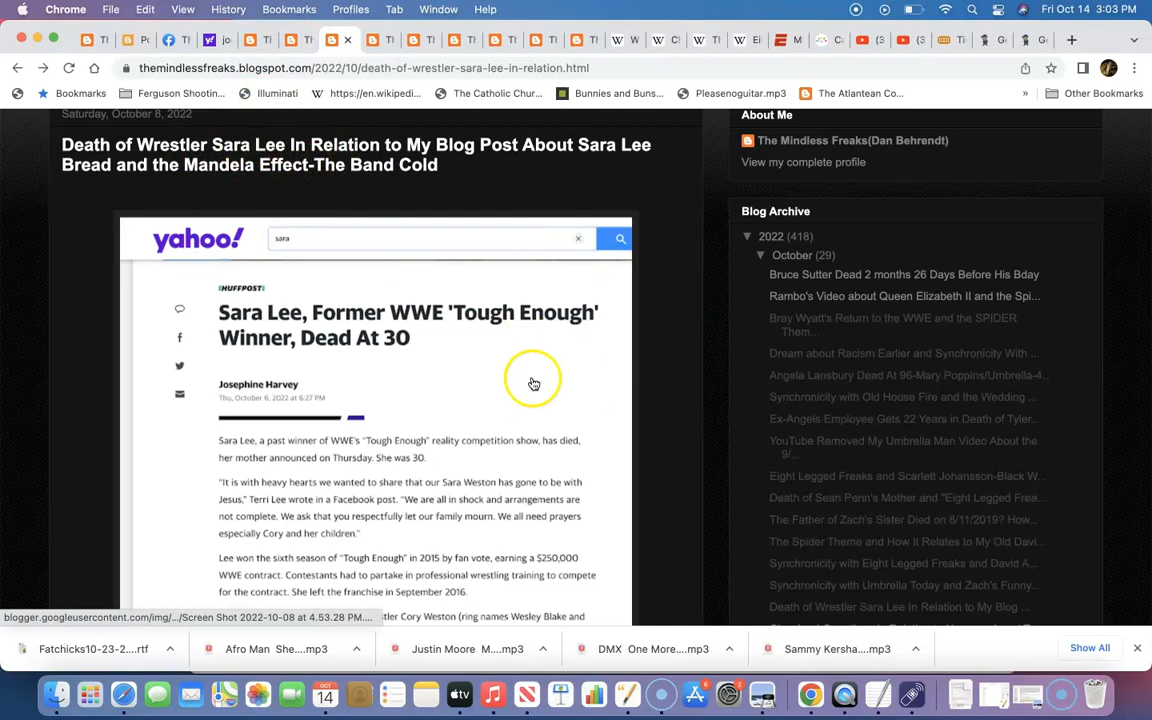 Chrome File Edit View History Bookmarks Profiles Tab Window Help Fri Oct 14 3:03 PM
themindlessfreaks.blogspot.com/2022/10/death-of-wrestler-sara-lee-in-relation.html
Bookmarks Ferguson Shootin... Illuminati https://en.wikipedi... The Catholic Chur... Bunnies and Buns... Pleasenoguitar.mp3 The Atlantean Co... » Other Bookmarks
Saturday, October 8, 2022
Death of Wrestler Sara Lee In Relation to My Blog Post About Sara Lee
Bread and the Mandela Effect-The Band Cold
yahoo!
sara
HUFFPOST
Sara Lee, Former WWE 'Tough Enough'
Winner, Dead At 30
Josephine Harvey
Thu, October 6, 2022 at 6:27 PM
Sara Lee, a past winner of WWE's "Tough Enough" reality competition show, has died,
her mother announced on Thursday. She was 30.
"It is with heavy hearts we wanted to share that our Sara Weston has gone to be with
Jesus," Terri Lee wrote in a Facebook post. "We are all in shock and arrangements are
not complete. We ask that you respectfully let our family mourn. We all need prayers
especially Cory and her children."
Lee won the sixth season of "Tough Enough" in 2015 by fan vote, earning a $250,000
WWE contract. Contestants had to partake in professional wrestling training to compete
for the contract. She left the franchise in September 2016.
tler Cory Weston (ring names Wesley Blake and
About Me
The Mindless Freaks(Dan Behrendt)
View my complete profile
Blog Archive
▼ 2022 (418)
▼ October (29)
Bruce Sutter Dead 2 months 26 Days Before His Bday
Rambo's Video about Queen Elizabeth II and the Spi...
Bray Wyatt's Return to the WWE and the SPIDER
Them...
Dream about Racism Earlier and Synchronicity With ...
Angela Lansbury Dead At 96-Mary Poppins/Umbrella-4...
Synchronicity with Old House Fire and the Wedding ...
Ex-Angels Employee Gets 22 Years in Death of Tyler...
YouTube Removed My Umbrella Man Video About the
9/...
Eight Legged Freaks and Scarlett Johansson-Black W...
Death of Sean Penn's Mother and "Eight Legged Frea...
The Father of Zach's Sister Died on 8/11/2019? How...
The Spider Theme and How It Relates to My Old Davi...
Synchronicity with Eight Legged Freaks and David A...
Synchronicity with Umbrella Today and Zach's Funny...
Death of Wrestler Sara Lee In Relation to My Blog ...
blogger.googleusercontent.com/img/.../Screen Shot 2022-10-08 at 4.53.28 PM....
Fatchicks10-23-2....rtf Afro Man She....mp3 Justin Moore M....mp3 DMX One More....mp3 Sammy Kersha....mp3 Show All